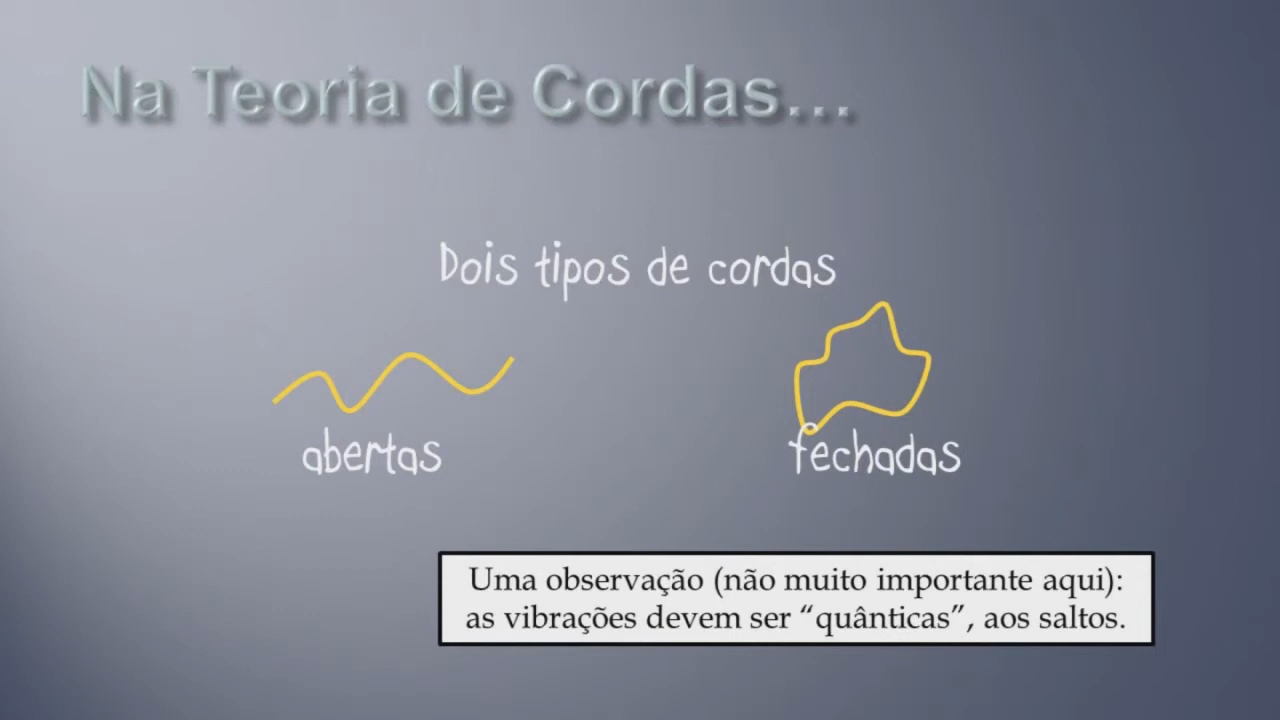 Na Teoria de Cordas...
Dois tipos de cordas
abertas
fechadas
Uma observação (não muito importante aqui):
as vibrações devem ser “quânticas”, aos saltos.